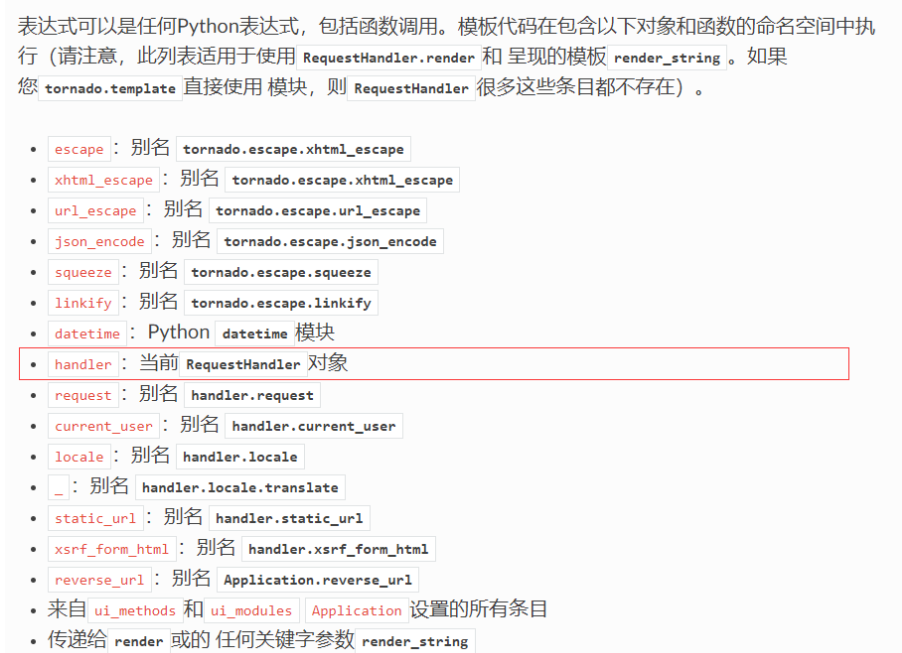 表达式可以是任何Python表达式，包括函数调用。模板代码在包含以下对象和函数的命名空间中执
行（请注意，此列表适用于使用 RequestHandler.render 和 呈现的模板 render_string 。如果
您 tornado.template 直接使用 模块，则 RequestHandler 很多这些条目都不存在）。
• escape ：别名 tornado.escape.xhtml_escape
• xhtml_escape ：别名 tornado.escape.xhtml_escape
• url_escape ：别名 tornado.escape.url_escape
• json_encode ：别名 tornado.escape.json_encode
• squeeze ：别名 tornado.escape.squeeze
• linkify ：别名 tornado.escape.linkify
• datetime ：Python datetime 模块
• handler ：当前 RequestHandler 对象
• request ：别名 handler.request
• current_user ：别名 handler.current_user
• locale ：别名 handler.locale
• _ ：别名 handler.locale.translate
• static_url ：别名 handler.static_url
• xsrf_form_html ：别名 handler.xsrf_form_html
• reverse_url ：别名 Application.reverse_url
• 来自 ui_methods 和 ui_modules Application 设置的所有条目
• 传递给 render 或的 任何关键字参数 render_string